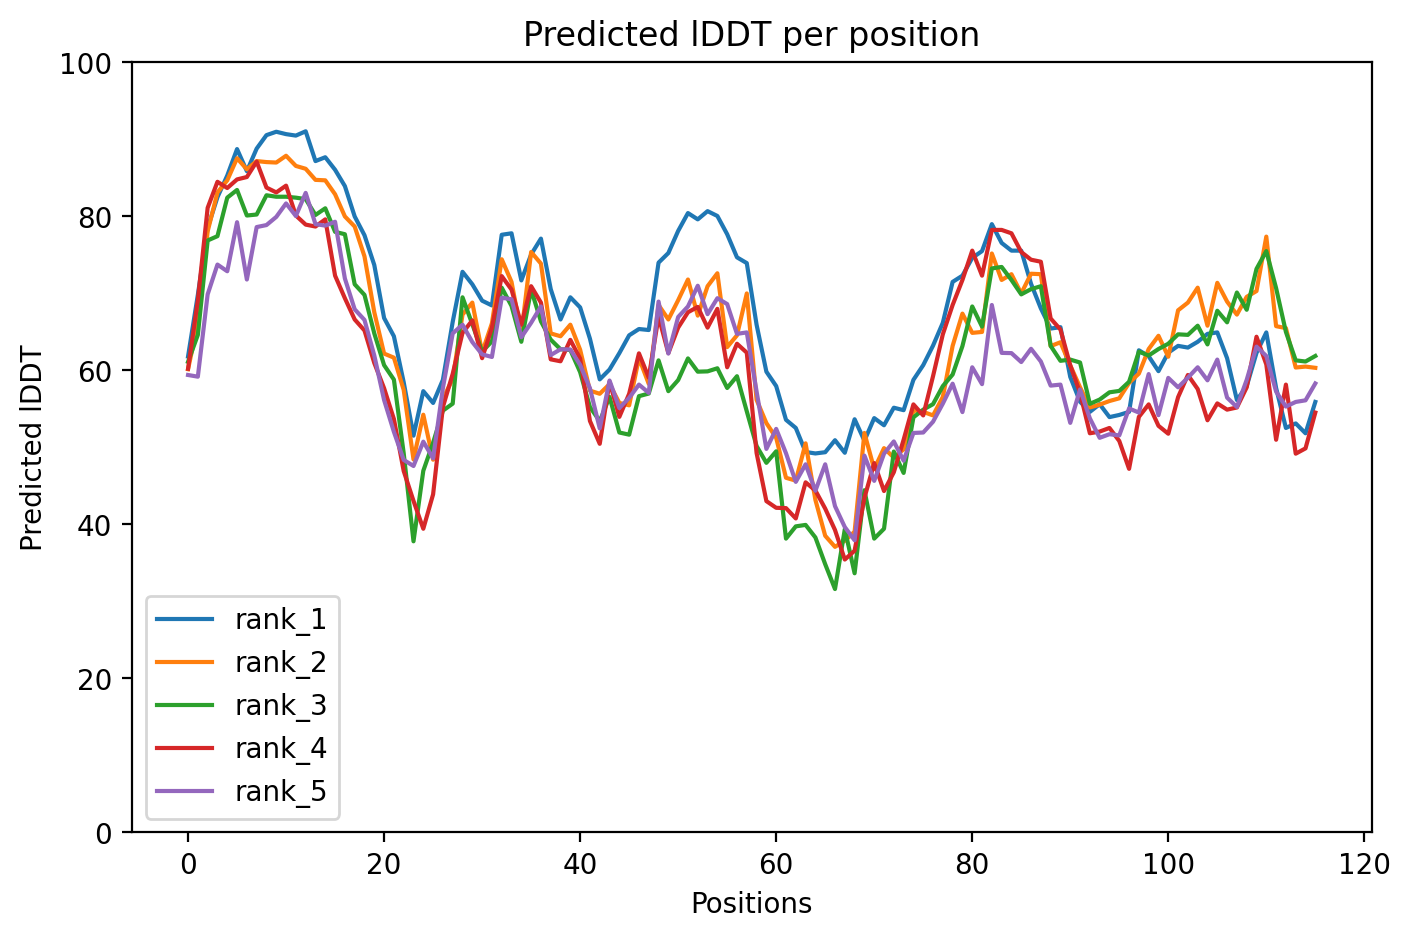 Predicted lDDT per position
Predicted lDDT
100
80
60
40
20
0
rank_1
rank_2
rank_3
rank_4
rank_5
0 20 40 60 80 100 120
Positions